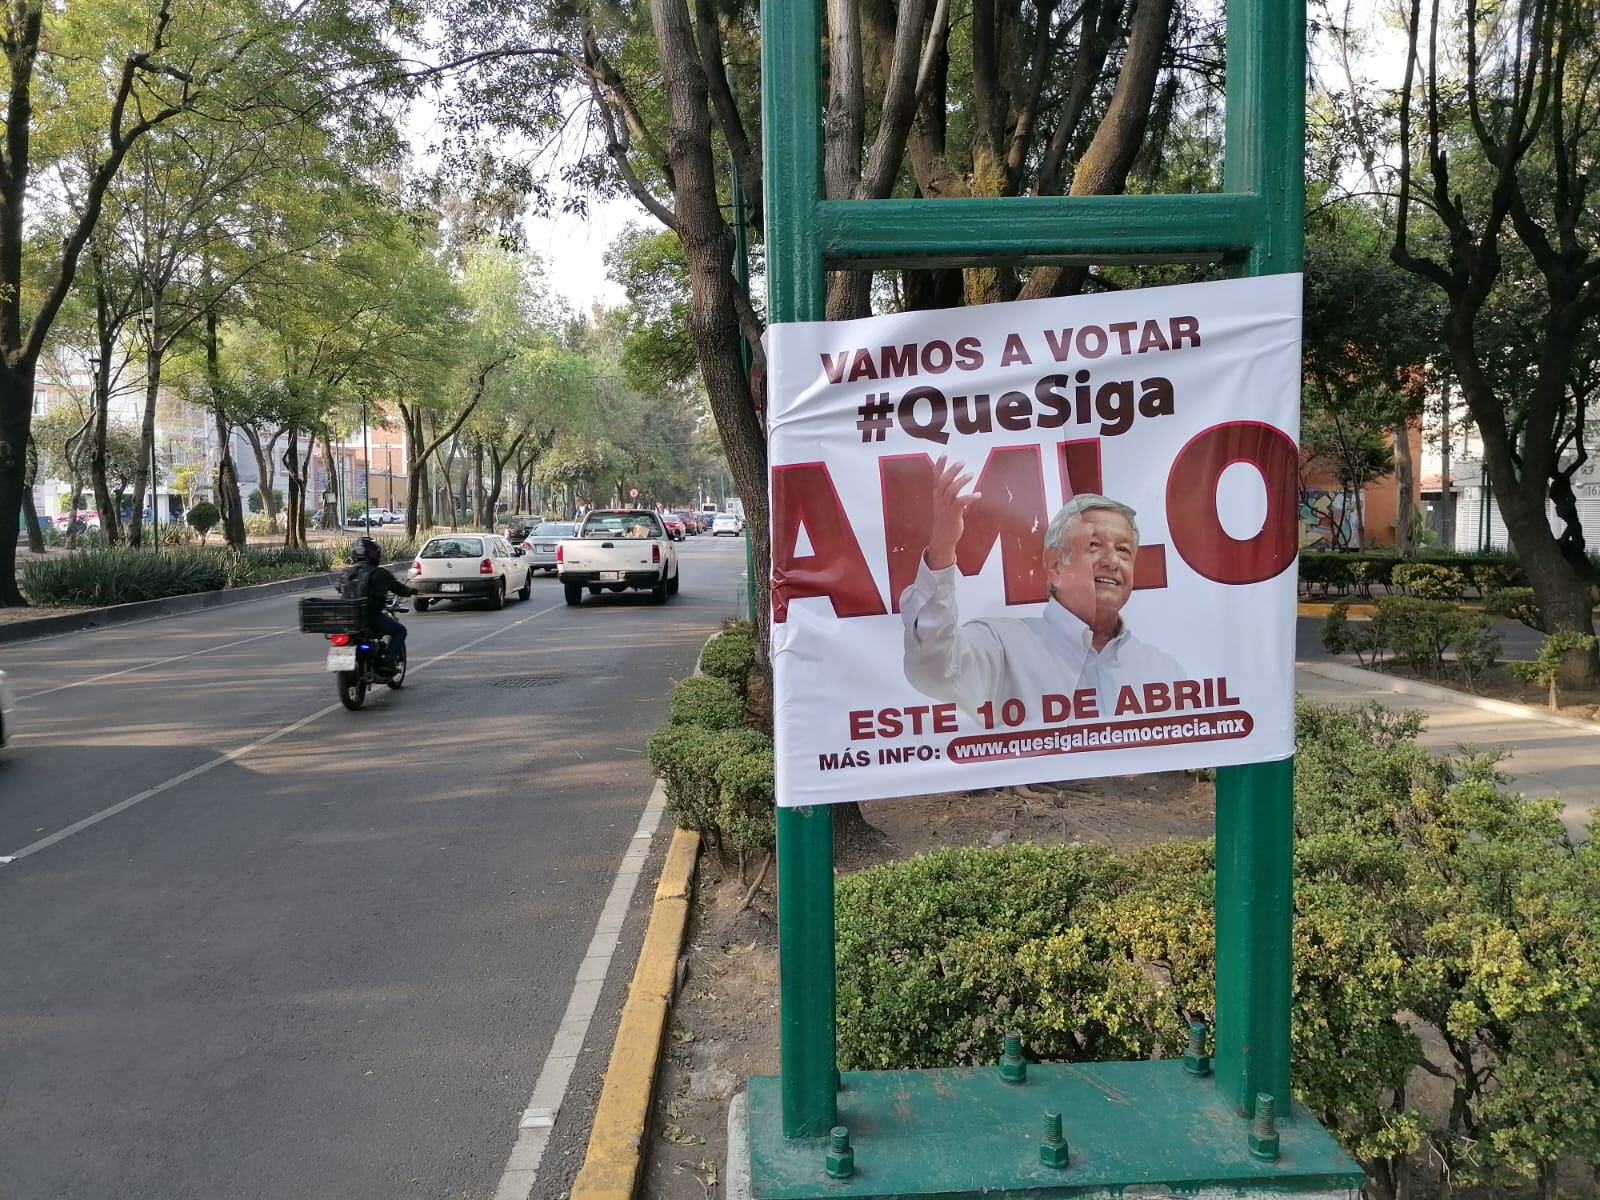 VAMOS A VOTAR
#QueSiga
AMLO
ESTE 10 DE ABRIL
MÁS INFO: www.quesigalademocracia.mx